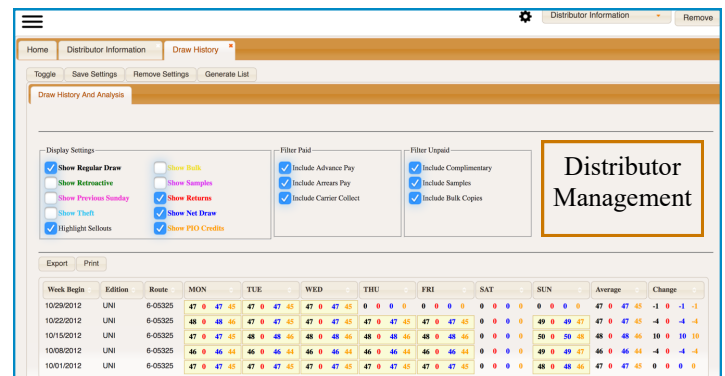 Distributor Information Remove
Home Distributor Information Draw History
Toggle Save Settings Remove Settings Generate List
Draw History And Analysis
Display Settings Filter Paid Filter Unpaid
Show Regular Draw Show Bulk Include Advance Pay Include Complimentary
Show Retroactive Show Samples Include Arrears Pay Include Samples
Show Previous Sunday Show Returns Include Carrier Collect Include Bulk Copies
Show Theft Show Net Draw
Highlight Sellouts Show PIO Credits
Distributor
Management
Export Print
Week Begin Edition Route MON TUE WED THU FRI SAT SUN Average Change
10/29/2012 UNI 6-05325 47 0 47 45 47 0 47 45 47 0 47 45 0 0 0 0 0 0 0 0 0 0 0 0 0 0 0 0 47 0 47 45 -1 0 -1 -1
10/22/2012 UNI 6-05325 48 0 48 46 47 0 47 45 47 0 47 45 47 0 47 45 47 0 47 45 0 0 0 0 49 0 49 47 47 0 47 45 -4 0 -4 -4
10/15/2012 UNI 6-05325 47 0 47 45 48 0 48 46 48 0 48 46 48 0 48 46 48 0 48 46 0 0 0 0 50 0 50 48 48 0 48 46 10 0 10 10
10/08/2012 UNI 6-05325 46 0 46 44 46 0 46 44 46 0 46 44 46 0 46 44 46 0 46 44 0 0 0 0 49 0 49 47 46 0 46 44 -4 0 -4 -4
10/01/2012 UNI 6-05325 47 0 47 45 47 0 47 45 47 0 47 45 47 0 47 45 47 0 47 45 0 0 0 0 48 0 48 46 47 0 47 45 0 0 0 0